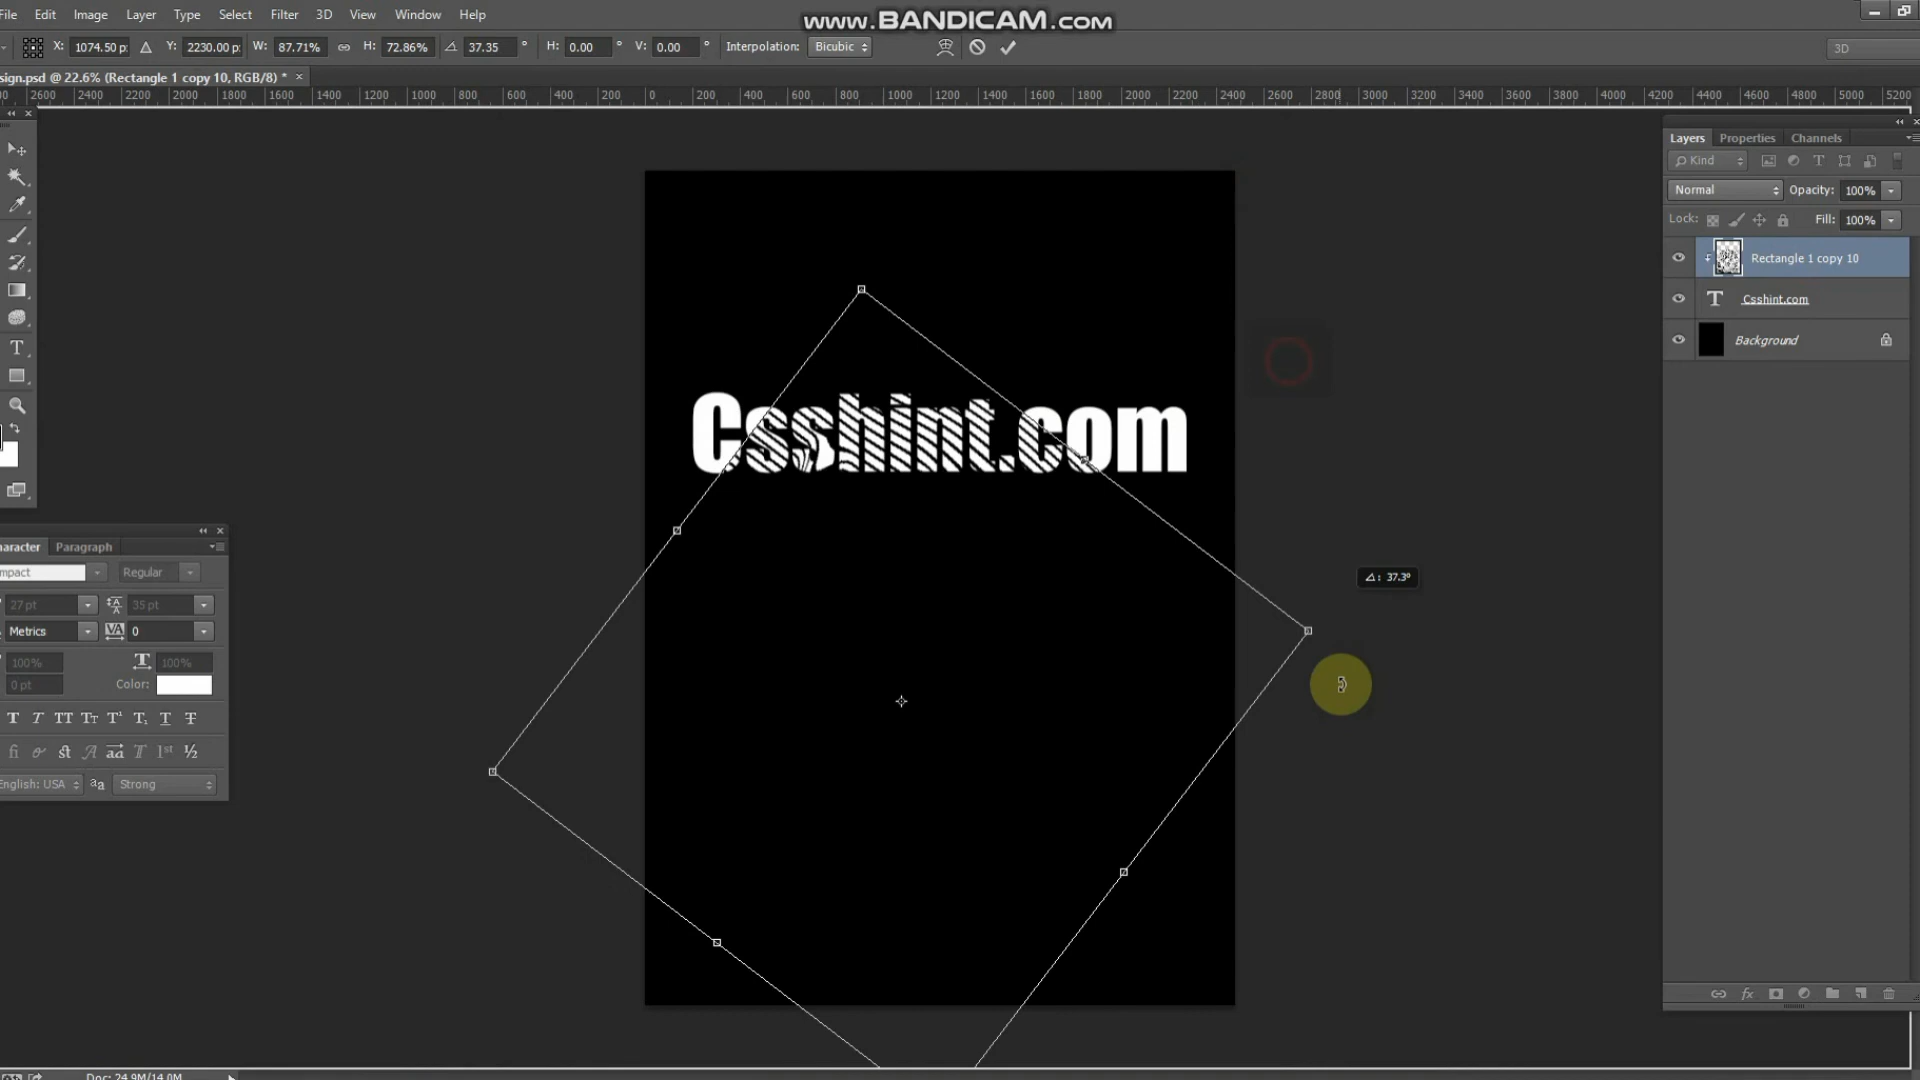 www.BANDICAM.com
File Edit Image Layer Type Select Filter 3D View Window Help
X: 1074.50 p Y: 2230.00 p W: 87.71% H: 72.86% 37.35 ° H: 0.00 ° V: 0.00 ° Interpolation: Bicubic
3D
sign.psd @ 22.6% (Rectangle 1 copy 10, RGB/8) * ×
2600 2400 2200 2000 1800 1600 1400 1200 1000 800 600 400 200 0 200 400 600 800 1000 1200 1400 1600 1800 2000 2200 2400 2600 2800 3000 3200 3400 3600 3800 4000 4200 4400 4600 4800 5000 5200
Layers Properties Channels
Kind
Normal Opacity: 100%
Lock: Fill: 100%
Rectangle 1 copy 10
T Csshint.com
Background
Csshint.com
37.3°
aracter Paragraph
mpact Regular
27 pt 35 pt
Metrics VA 0
100% T 100%
0 pt Color:
T T TT Tт T¹ T₁ T T
fi st A aa T 1st ½
English: USA aa Strong
Doc: 24.9M/14.0M